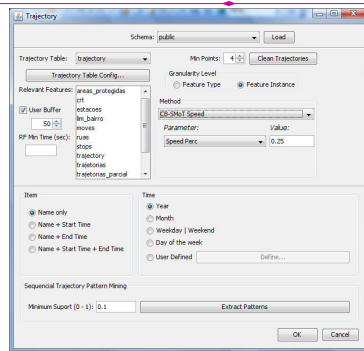 Trajectory
Schema: public Load
Trajectory Table: trajectory Min Points: 4 Clean Trajectories
Trajectory Table Config...
Granularity Level
Feature Type Feature Instance
Relevant Features:
areas_protegidas
crt
estacoes
lim_bairro
moves
ruas
stops
trajectory
trajetorias
trajetorias_parcial
User Buffer
50
RF Min Time (sec):
Method
CB-SMoT Speed
Parameter: Value:
Speed Perc 0.25
Item
Name only
Name + Start Time
Name + End Time
Name + Start Time + End Time
Time
Year
Month
Weekday | Weekend
Day of the week
User Defined Define...
Sequencial Trajectory Pattern Mining
Minimum Suport (0 - 1): 0.1 Extract Patterns
OK Cancel